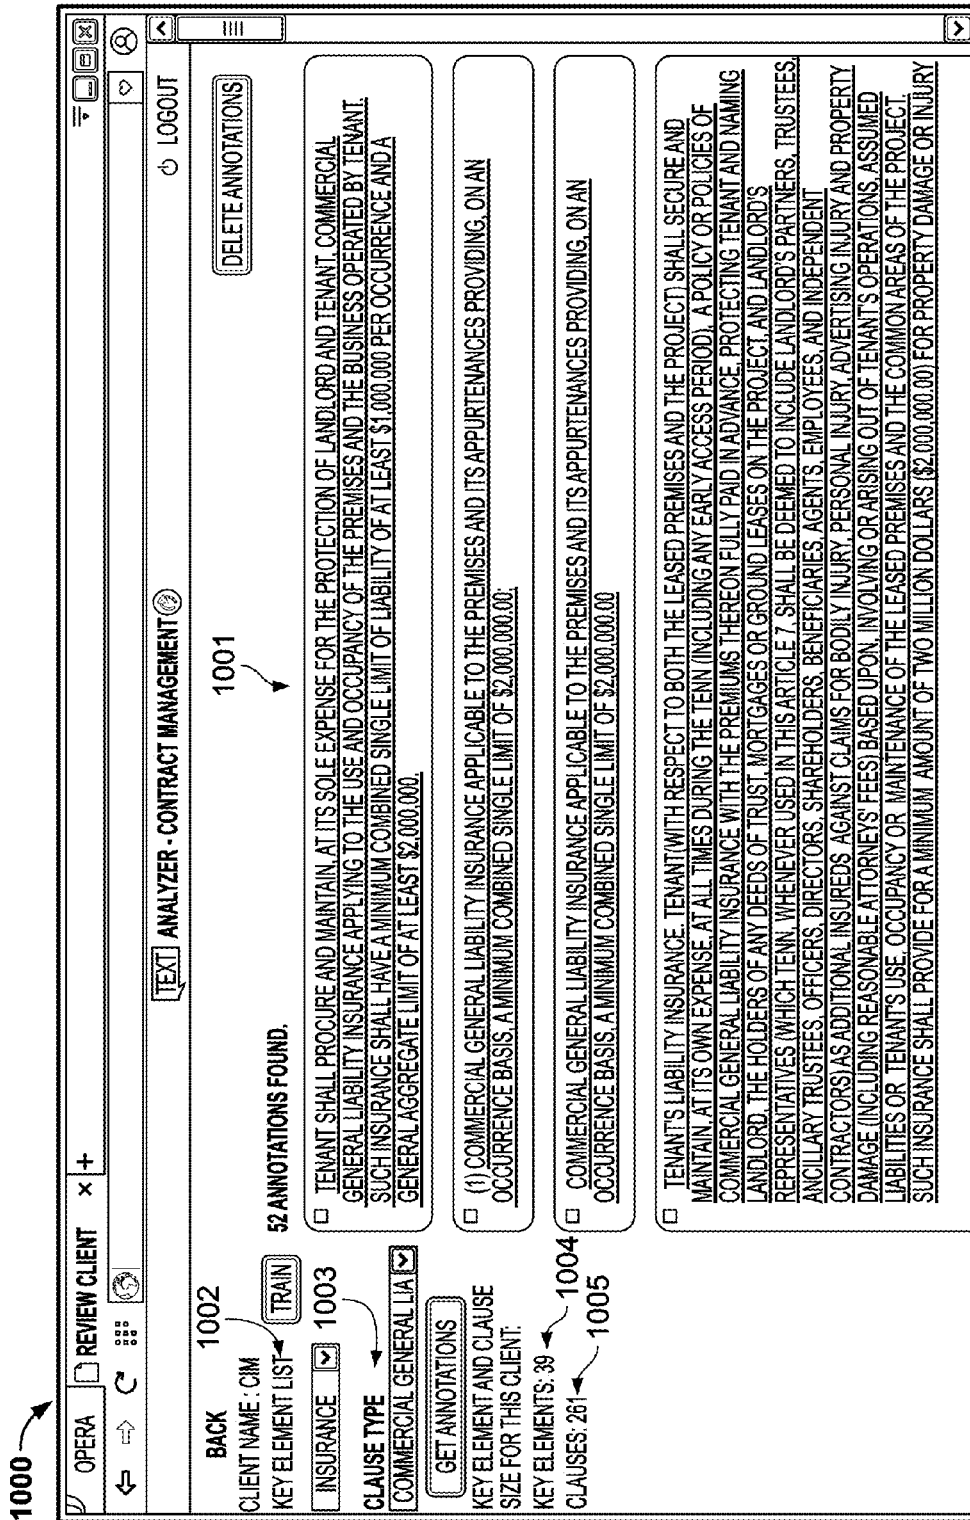 1000
OPERA
REVIEW CLIENT
×
+
TEXT ANALYZER - CONTRACT MANAGEMENT
LOGOUT
BACK
CLIENT NAME : CIM
1002
KEY ELEMENT LIST
TRAIN
INSURANCE
1003
CLAUSE TYPE
COMMERCIAL GENERAL LIA
GET ANNOTATIONS
KEY ELEMENT AND CLAUSE
SIZE FOR THIS CLIENT:
KEY ELEMENTS: 39
1004
CLAUSES: 261
1005
52 ANNOTATIONS FOUND.
1001
DELETE ANNOTATIONS
TENANT SHALL PROCURE AND MAINTAIN, AT ITS SOLE EXPENSE FOR THE PROTECTION OF LANDLORD AND TENANT, COMMERCIAL
GENERAL LIABILITY INSURANCE APPLYING TO THE USE AND OCCUPANCY OF THE PREMISES AND THE BUSINESS OPERATED BY TENANT.
SUCH INSURANCE SHALL HAVE A MINIMUM COMBINED SINGLE LIMIT OF LIABILITY OF AT LEAST $1,000,000 PER OCCURRENCE AND A
GENERAL AGGREGATE LIMIT OF AT LEAST $2,000,000.
(1) COMMERCIAL GENERAL LIABILITY INSURANCE APPLICABLE TO THE PREMISES AND ITS APPURTENANCES PROVIDING, ON AN
OCCURRENCE BASIS, A MINIMUM COMBINED SINGLE LIMIT OF $2,000,000.00;
COMMERCIAL GENERAL LIABILITY INSURANCE APPLICABLE TO THE PREMISES AND ITS APPURTENANCES PROVIDING, ON AN
OCCURRENCE BASIS, A MINIMUM COMBINED SINGLE LIMIT OF $2,000,000.00
TENANT'S LIABILITY INSURANCE. TENANT(WITH RESPECT TO BOTH THE LEASED PREMISES AND THE PROJECT) SHALL SECURE AND
MAINTAIN, AT ITS OWN EXPENSE, AT ALL TIMES DURING THE TENN (INCLUDING ANY EARLY ACCESS PERIOD), A POLICY OR POLICIES OF
COMMERCIAL GENERAL LIABILITY INSURANCE WITH THE PREMIUMS THEREON FULLY PAID IN ADVANCE, PROTECTING TENANT AND NAMING
LANDLORD, THE HOLDERS OF ANY DEEDS OF TRUST, MORTGAGES OR GROUND LEASES ON THE PROJECT, AND LANDLORD'S
REPRESENTATIVES (WHICH TENN, WHENEVER USED IN THIS ARTICLE 7, SHALL BE DEEMED TO INCLUDE LANDLORD'S PARTNERS, TRUSTEES,
ANCILLARY TRUSTEES, OFFICERS, DIRECTORS, SHAREHOLDERS, BENEFICIARIES, AGENTS, EMPLOYEES, AND INDEPENDENT
CONTRACTORS) AS ADDITIONAL INSUREDS AGAINST CLAIMS FOR BODILY INJURY, PERSONAL INJURY, ADVERTISING INJURY AND PROPERTY
DAMAGE (INCLUDING REASONABLE ATTORNEYS' FEES) BASED UPON, INVOLVING OR ARISING OUT OF TENANT'S OPERATIONS, ASSUMED
LIABILITIES OR TENANT'S USE, OCCUPANCY OR MAINTENANCE OF THE LEASED PREMISES AND THE COMMON AREAS OF THE PROJECT.
SUCH INSURANCE SHALL PROVIDE FOR A MINIMUM AMOUNT OF TWO MILLION DOLLARS ($2,000,000.00) FOR PROPERTY DAMAGE OR INJURY